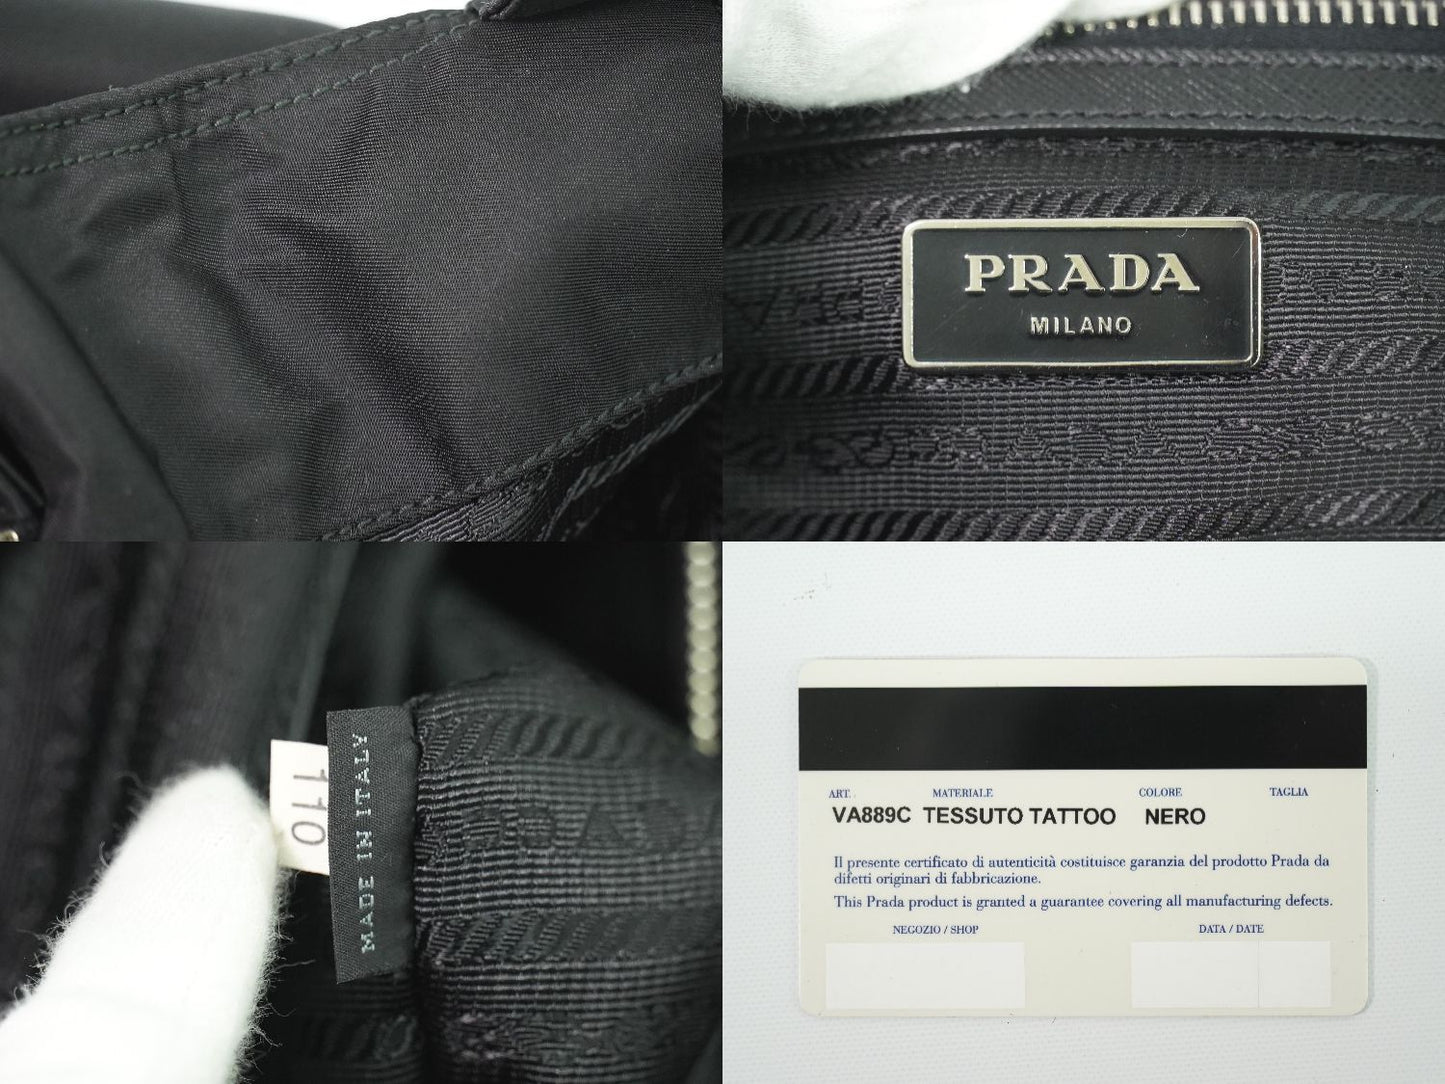 PRADA
MILANO
110
MADE IN ITALY
PRADA
ART. MATERIALE COLORE TAGLIA
VA889C TESSUTO TATTOO NERO
Il presente certificato di autenticità costituisce garanzia del prodotto Prada da
difetti originari di fabbricazione.
This Prada product is granted a guarantee covering all manufacturing defects.
NEGOZIO / SHOP DATA / DATE